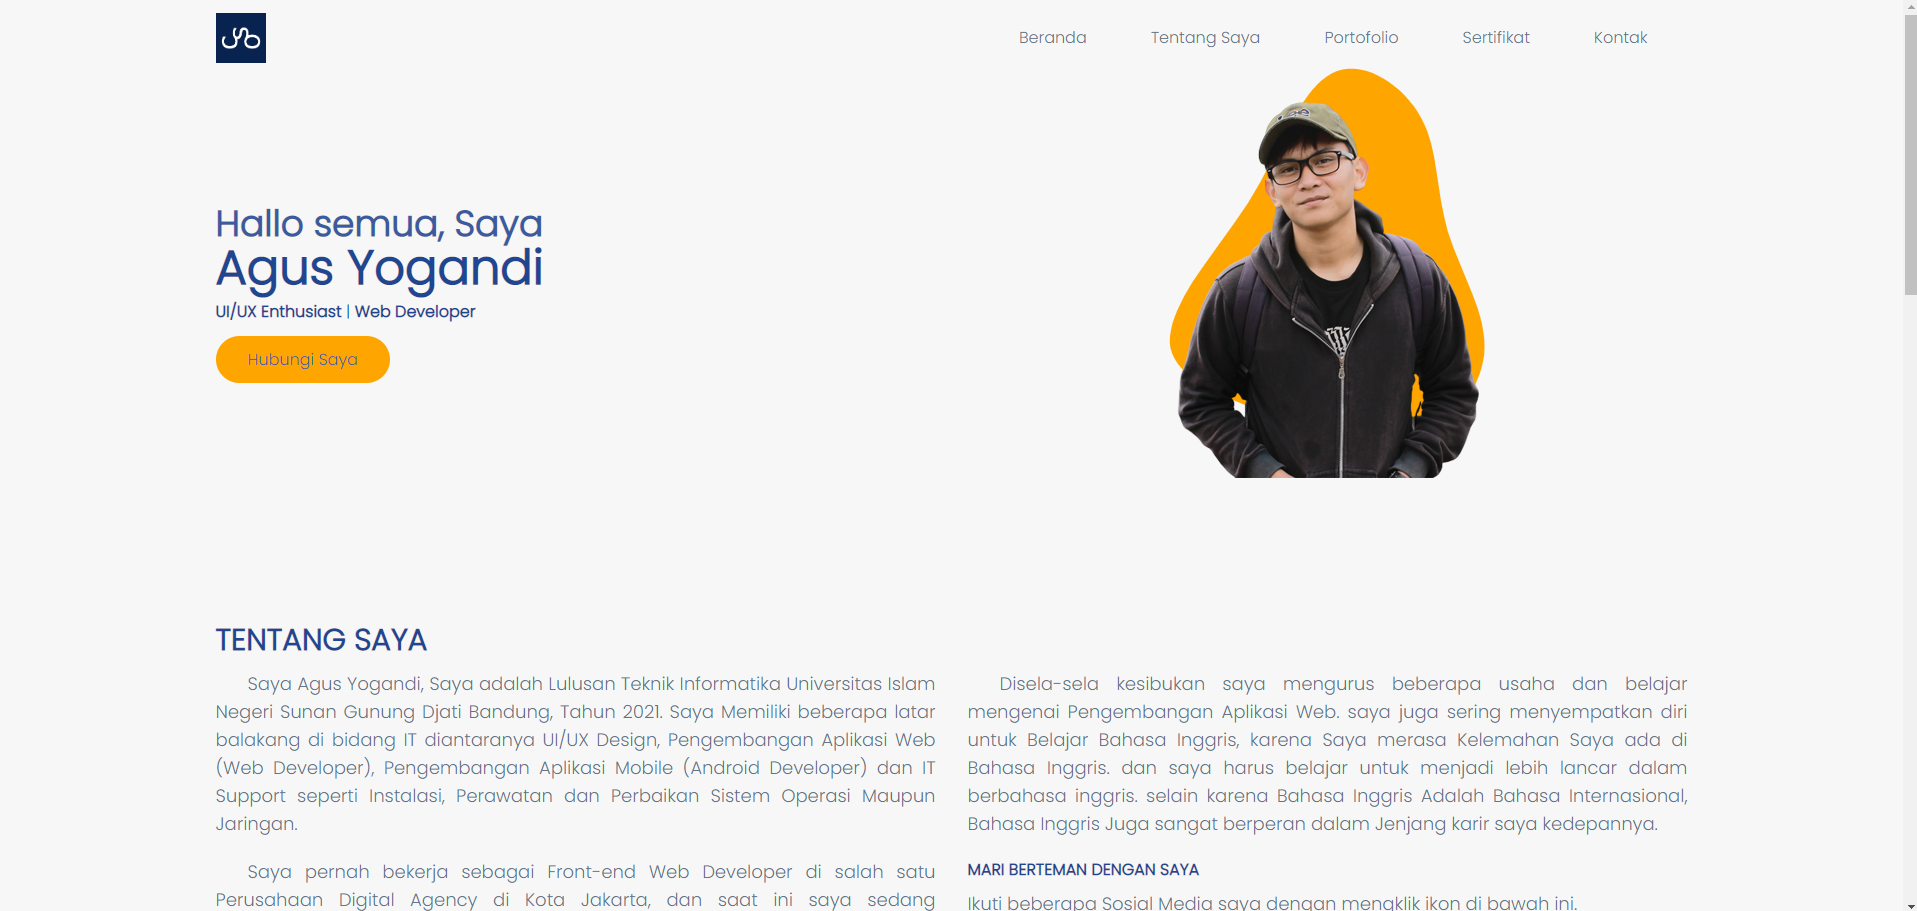 Beranda
Tentang Saya
Portofolio
Sertifikat
Kontak
Hallo semua, Saya
Agus Yogandi
UI/UX Enthusiast | Web Developer
Hubungi Saya
TENTANG SAYA
Saya Agus Yogandi, Saya adalah Lulusan Teknik Informatika Universitas Islam
Negeri Sunan Gunung Djati Bandung, Tahun 2021. Saya Memiliki beberapa latar
balakang di bidang IT diantaranya UI/UX Design, Pengembangan Aplikasi Web
(Web Developer), Pengembangan Aplikasi Mobile (Android Developer) dan IT
Support seperti Instalasi, Perawatan dan Perbaikan Sistem Operasi Maupun
Jaringan.
Saya pernah bekerja sebagai Front-end Web Developer di salah satu
Perusahaan Digital Agency di Kota Jakarta, dan saat ini saya sedang
Disela-sela kesibukan saya mengurus beberapa usaha dan belajar
mengenai Pengembangan Aplikasi Web. saya juga sering menyempatkan diri
untuk Belajar Bahasa Inggris, karena Saya merasa Kelemahan Saya ada di
Bahasa Inggris. dan saya harus belajar untuk menjadi lebih lancar dalam
berbahasa inggris. selain karena Bahasa Inggris Adalah Bahasa Internasional,
Bahasa Inggris Juga sangat berperan dalam Jenjang karir saya kedepannya.
MARI BERTEMAN DENGAN SAYA
Ikuti beberapa Sosial Media saya dengan mengklik ikon di bawah ini.